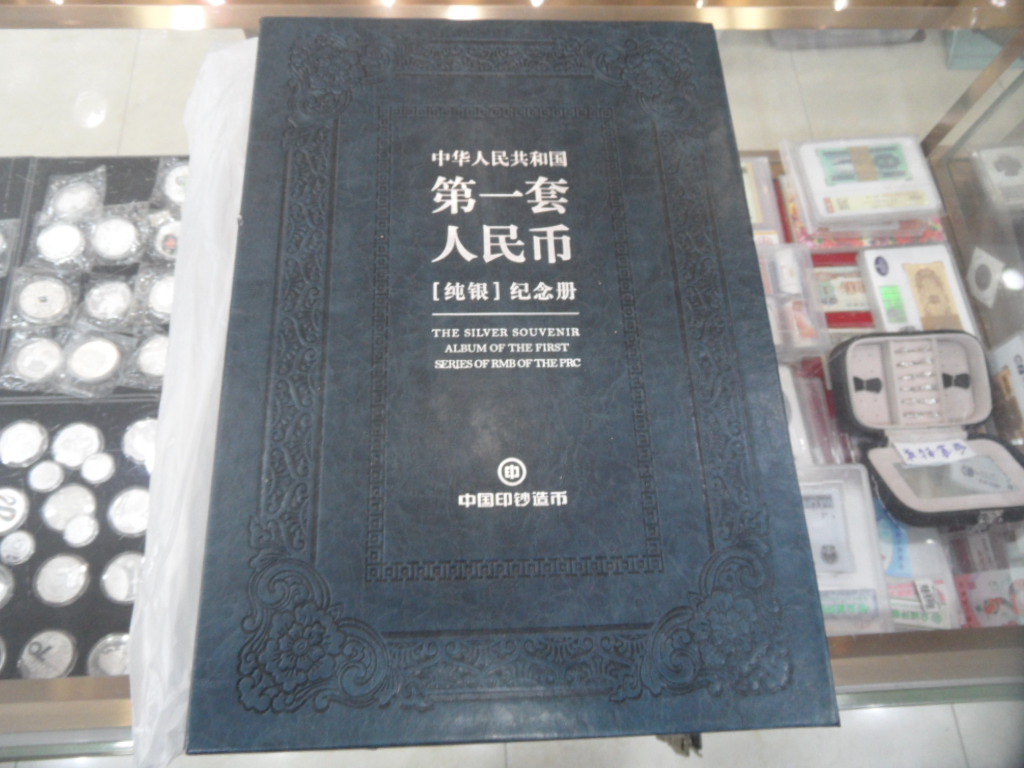 中华人民共和国
第一套
人民币
[纯银] 纪念册
THE SILVER SOUVENIR
ALBUM OF THE FIRST
SERIES OF RMB OF THE PRC
中
中国印钞造币